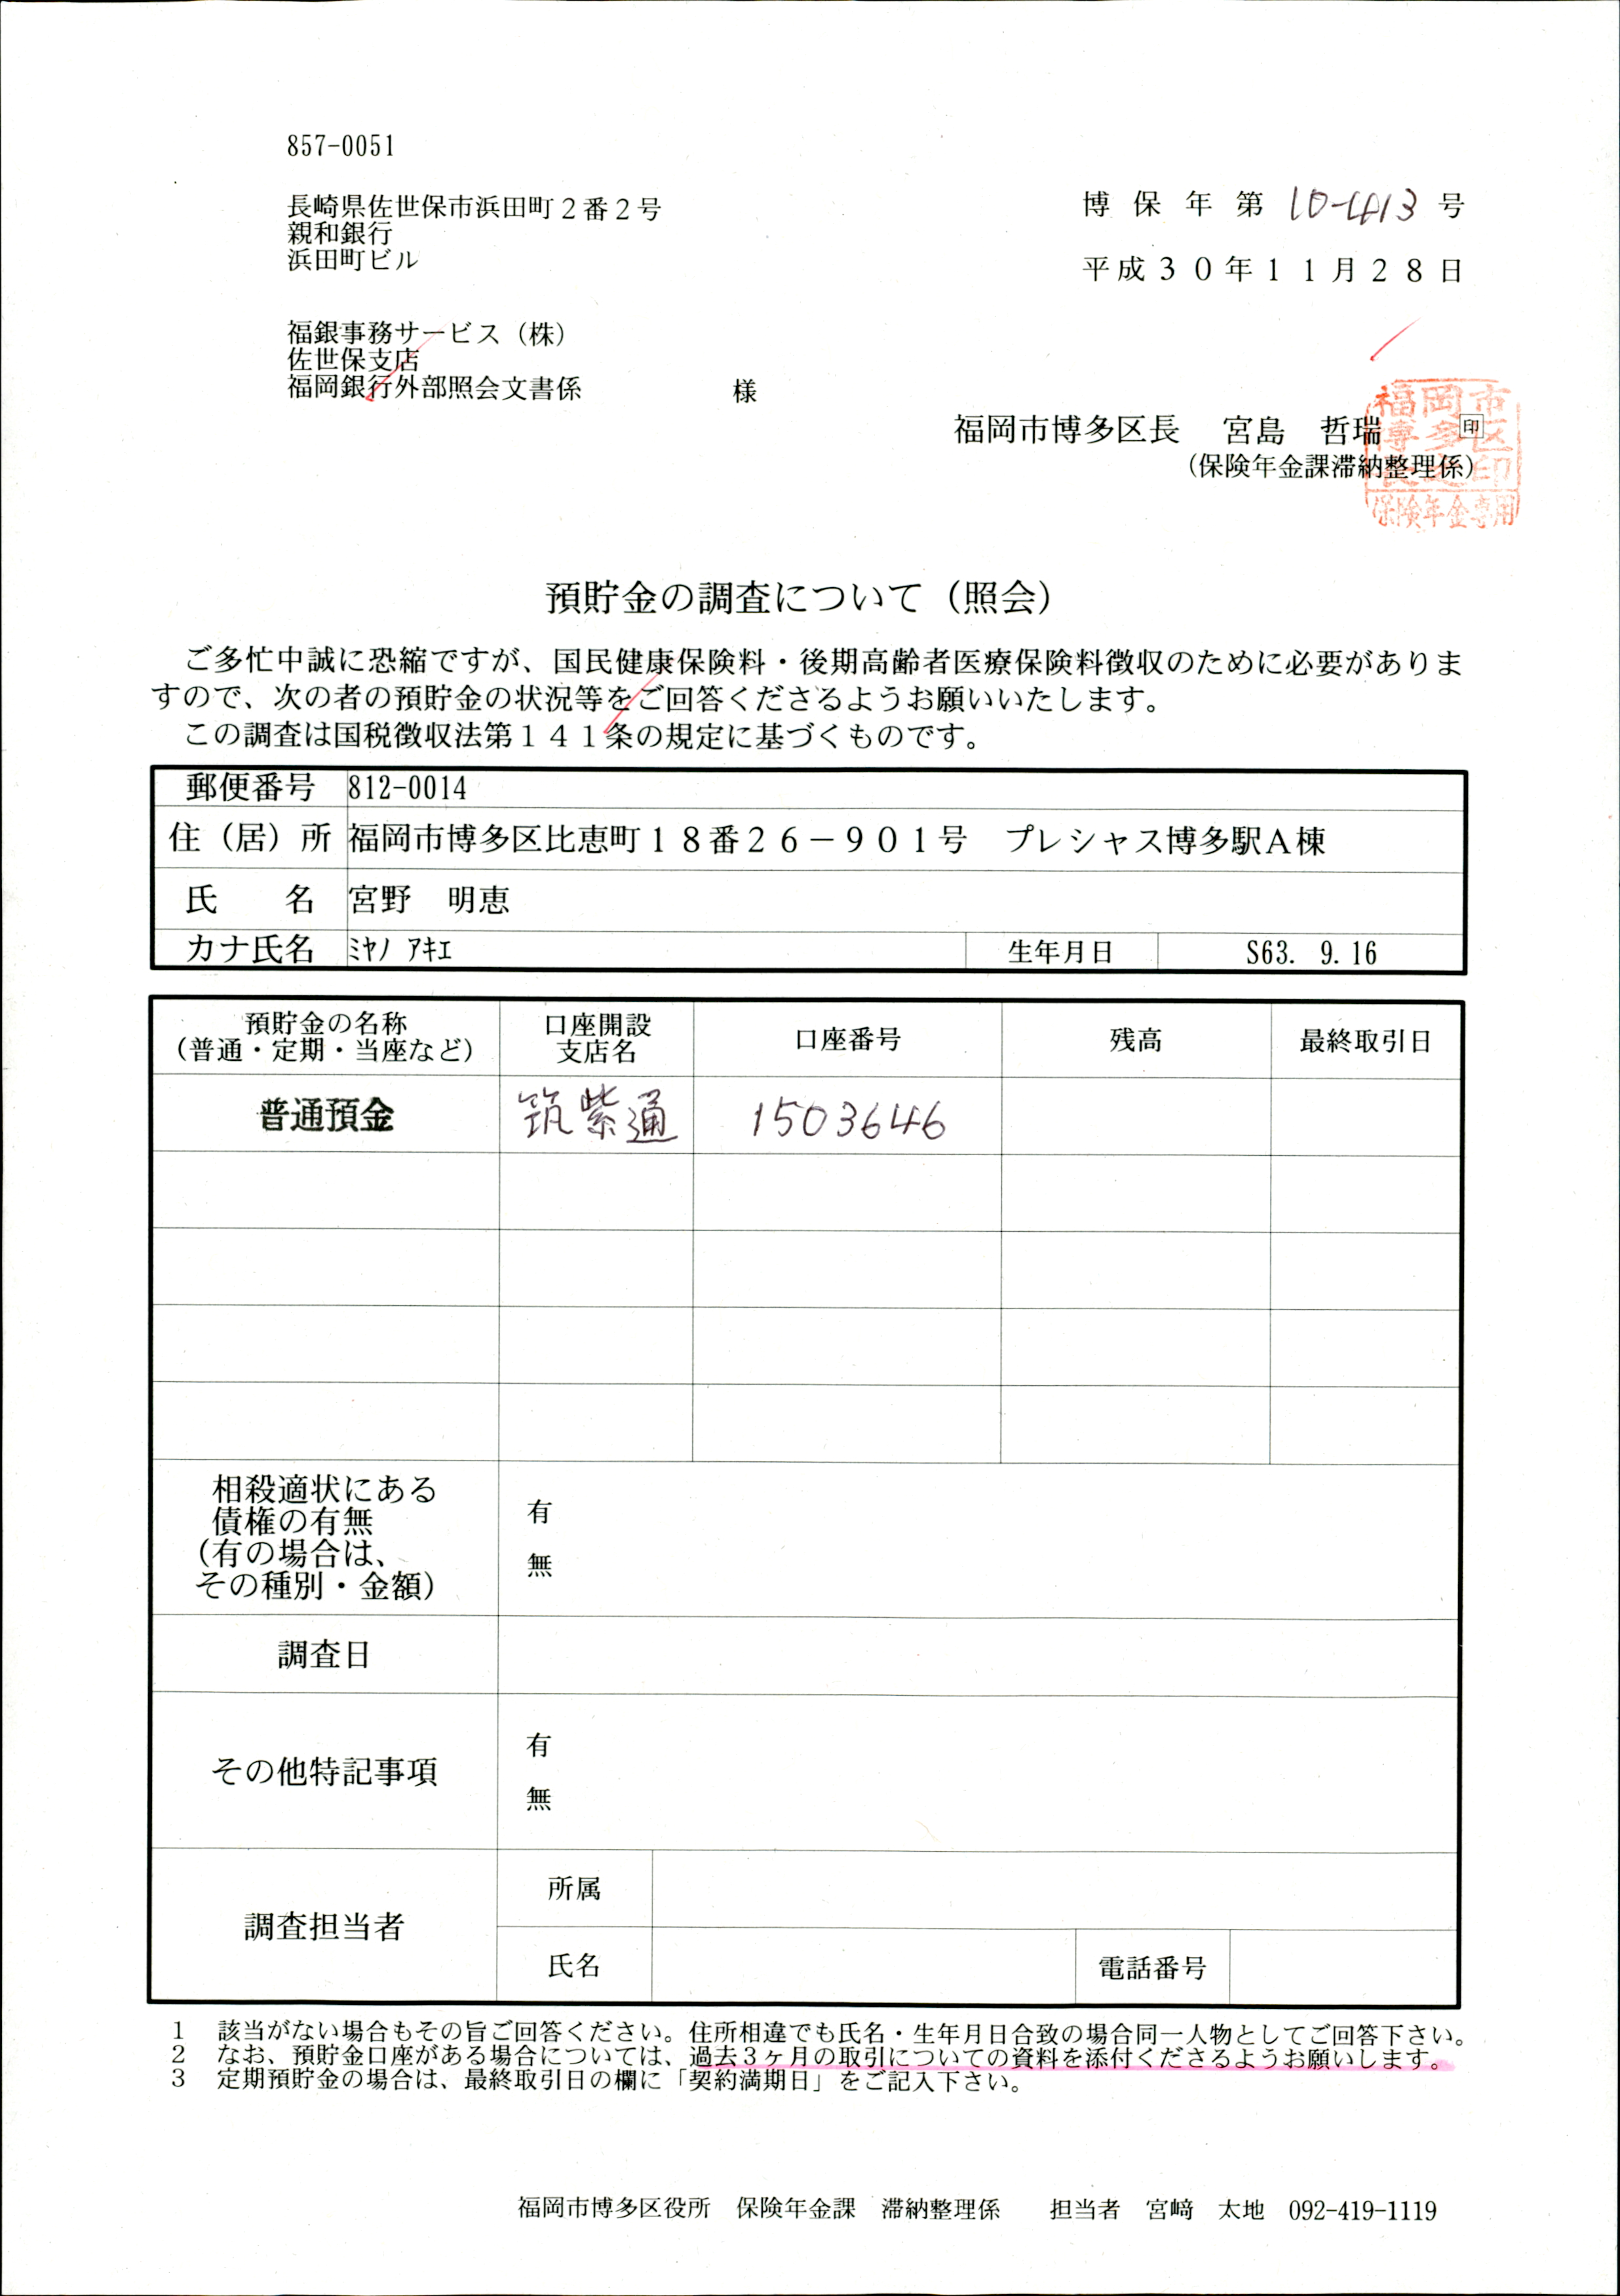 857-0051
長崎県佐世保市浜田町2番2号
親和銀行
浜田町ビル
博保年第10-4413号
平成30年11月28日
福銀事務サービス（株）
佐世保支店
福岡銀行外部照会文書係 様
福岡市博多区長 宮島 哲瑞 印
（保険年金課滞納整理係）
福岡市
博多区
長之印
保険年金専用
預貯金の調査について（照会）
ご多忙中誠に恐縮ですが、国民健康保険料・後期高齢者医療保険料徴収のために必要がありま
すので、次の者の預貯金の状況等をご回答くださるようお願いいたします。
この調査は国税徴収法第141条の規定に基づくものです。
郵便番号 812-0014
住（居）所 福岡市博多区比恵町18番26－901号 プレシャス博多駅A棟
氏 名 宮野 明恵
カナ氏名 ﾐﾔﾉ ｱｷｴ 生年月日 S63. 9.16
預貯金の名称
（普通・定期・当座など）
口座開設
支店名
口座番号 残高 最終取引日
普通預金 筑紫通 1503646
相殺適状にある
債権の有無
（有の場合は、
その種別・金額）
有
無
調査日
その他特記事項
有
無
調査担当者
所属
氏名 電話番号
1 該当がない場合もその旨ご回答ください。住所相違でも氏名・生年月日合致の場合同一人物としてご回答下さい。
2 なお、預貯金口座がある場合については、過去3ヶ月の取引についての資料を添付くださるようお願いします。
3 定期預貯金の場合は、最終取引日の欄に「契約満期日」をご記入下さい。
福岡市博多区役所 保険年金課 滞納整理係 担当者 宮﨑 太地 092-419-1119